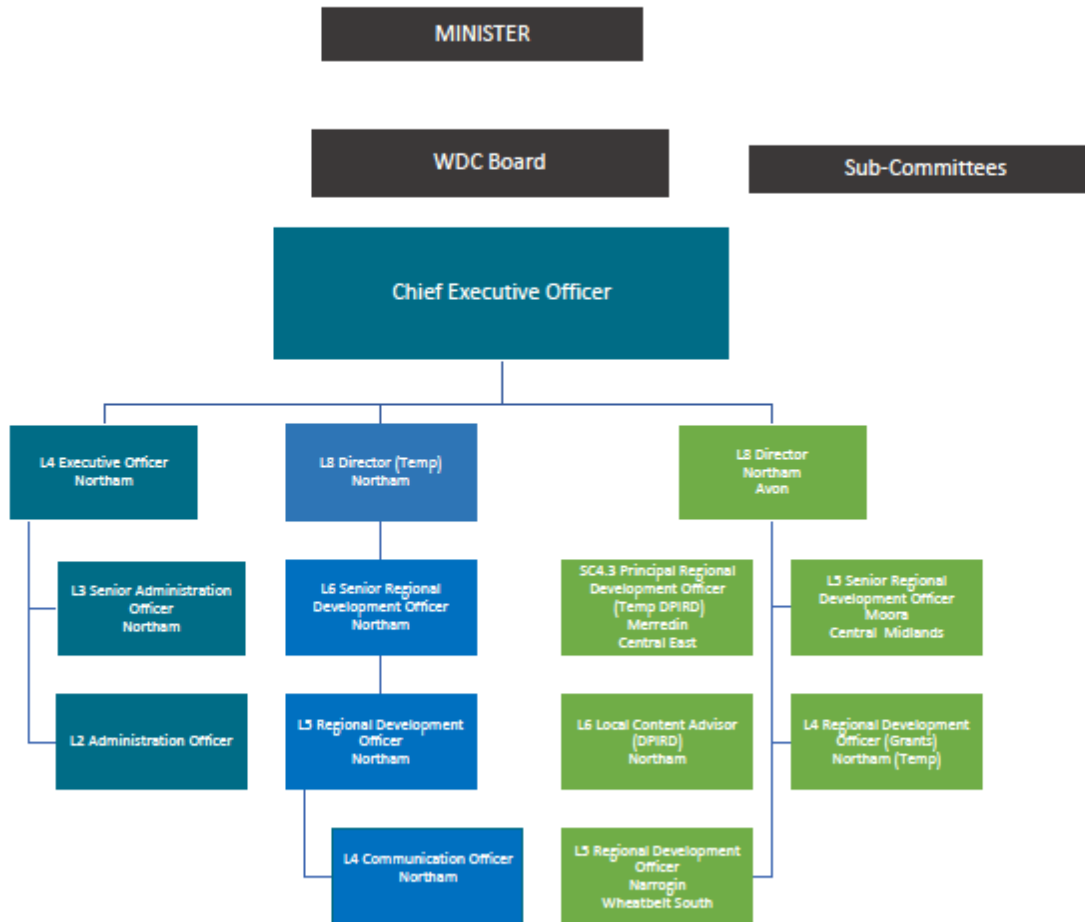 MINISTER
WDC Board
Sub-Committees
Chief Executive Officer
L4 Executive Officer
Northam
L8 Director (Temp)
Northam
L8 Director
Northam
Avon
L3 Senior Administration
Officer
Northam
L6 Senior Regional
Development Officer
Northam
SC4.3 Principal Regional
Development Officer
(Temp DPIRD)
Merredin
Central East
L5 Senior Regional
Development Officer
Moora
Central Midlands
L2 Administration Officer
L5 Regional Development
Officer
Northam
L6 Local Content Advisor
(DPIRD)
Northam
L4 Regional Development
Officer (Grants)
Northam (Temp)
L4 Communication Officer
Northam
L5 Regional Development
Officer
Narrogin
Wheatbelt South